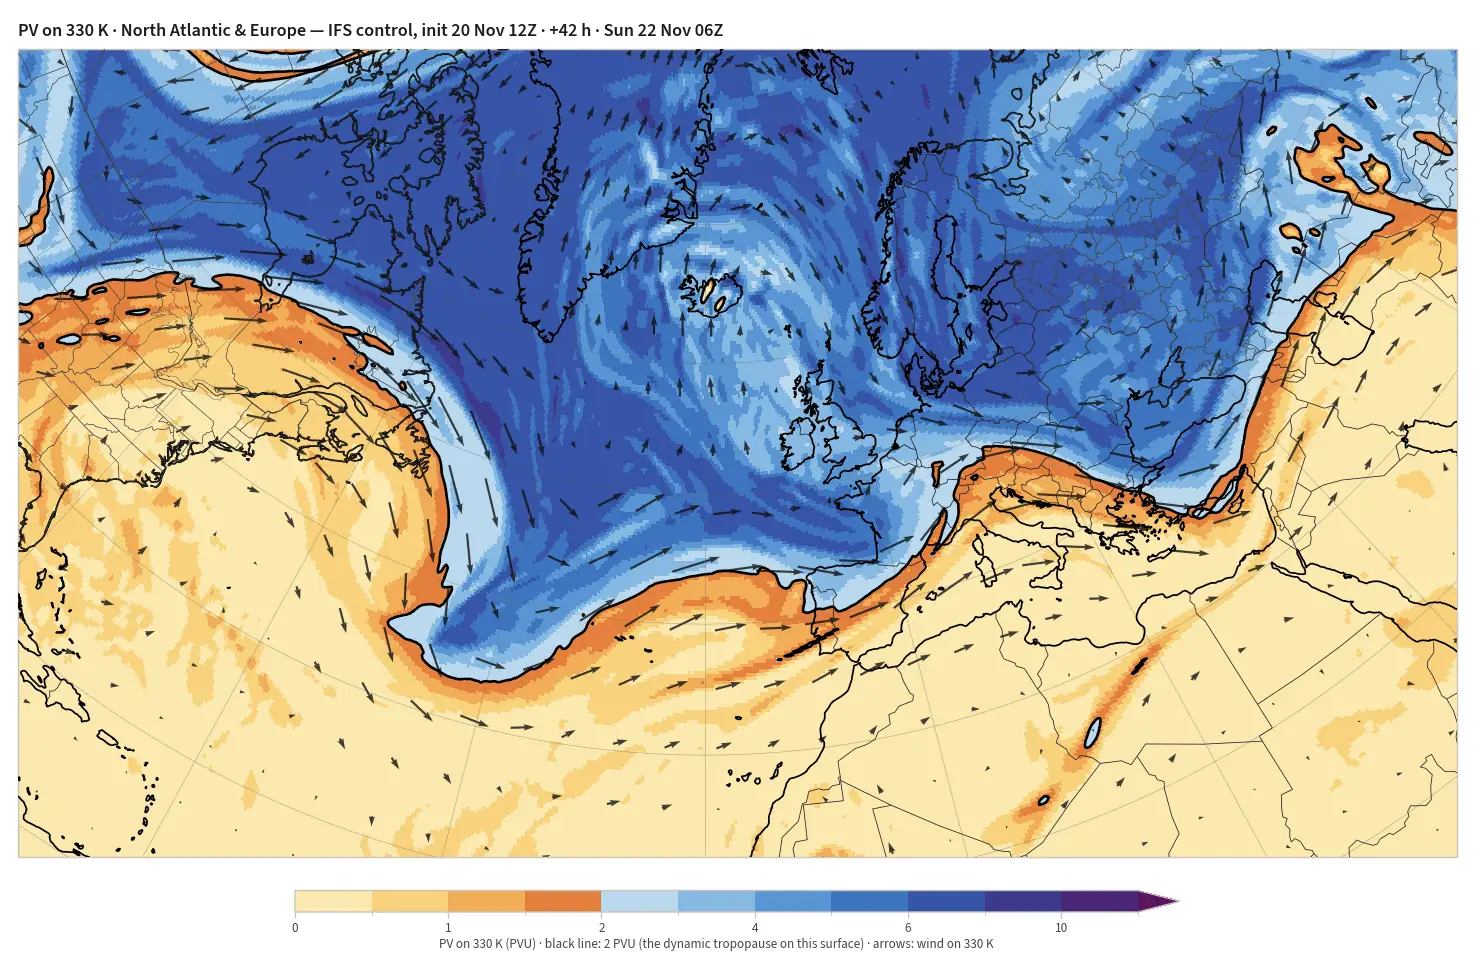 PV on 330 K · North Atlantic & Europe — IFS control, init 20 Nov 12Z · +42 h · Sun 22 Nov 06Z
0 1 2 4 6 10
PV on 330 K (PVU) · black line: 2 PVU (the dynamic tropopause on this surface) · arrows: wind on 330 K